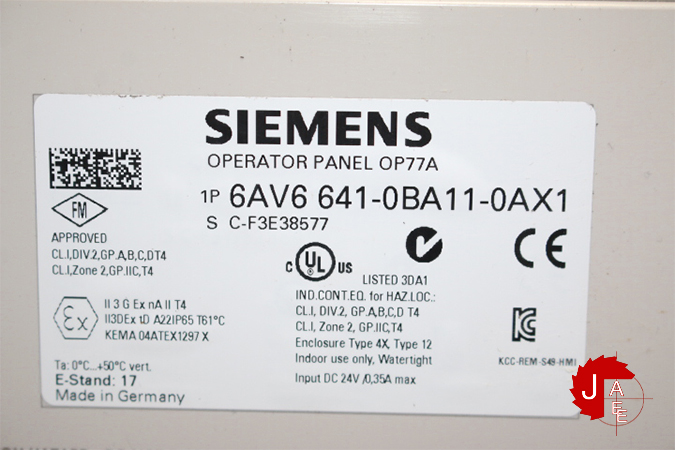 SIEMENS
OPERATOR PANEL OP77A
1P 6AV6 641-0BA11-0AX1
S C-F3E38577
FM
APPROVED
CL.I,DIV.2,GP.A,B,C,DT4
CL.I,Zone 2,GP.IIC,T4
C UL US
LISTED 3DA1
CE
IND.CONT.EQ. for HAZ.LOC.:
CL.I, DIV 2, GP.A,B,C,D T4
CL.I, Zone 2, GP.IIC,T4
Enclosure Type 4X, Type 12
Indoor use only, Watertight
Input DC 24V /0,35A max
Ex
II 3 G Ex nA II T4
II3DEx tD A22IP65 T61°C
KEMA 04ATEX1297 X
KCC-REM-S49-HMI
Ta: 0°C...+50°C vert.
E-Stand: 17
Made in Germany
J A E E